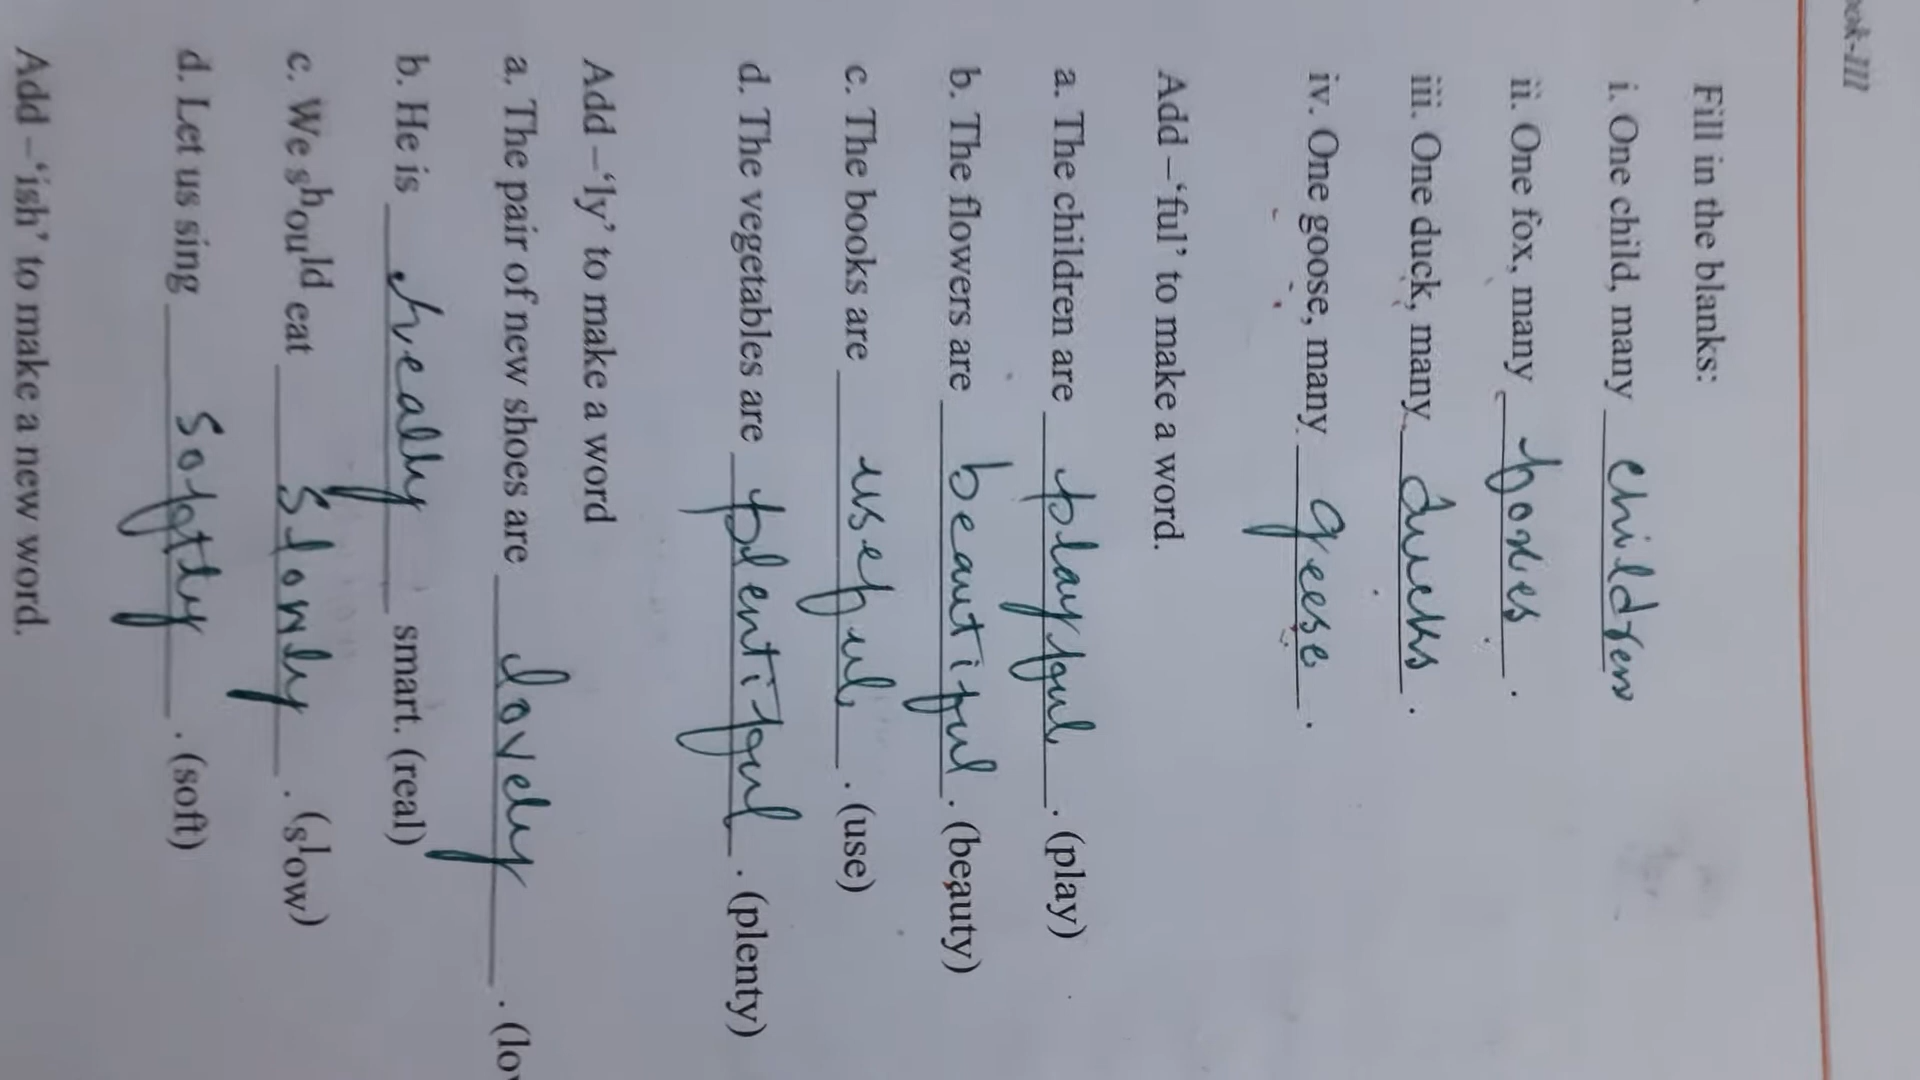 ook-III
Fill in the blanks:
i. One child, many children
ii. One fox, many foxes.
iii. One duck, many ducks.
iv. One goose, many geese.
Add –‘ful’ to make a word.
a. The children are playful. (play)
b. The flowers are beautiful. (beauty)
c. The books are useful. (use)
d. The vegetables are plentiful. (plenty)
Add –‘ly’ to make a word
a. The pair of new shoes are lovely. (lov
b. He is really smart. (real)
c. We should eat slowly. (slow)
d. Let us sing softly. (soft)
Add –‘ish’ to make a new word.